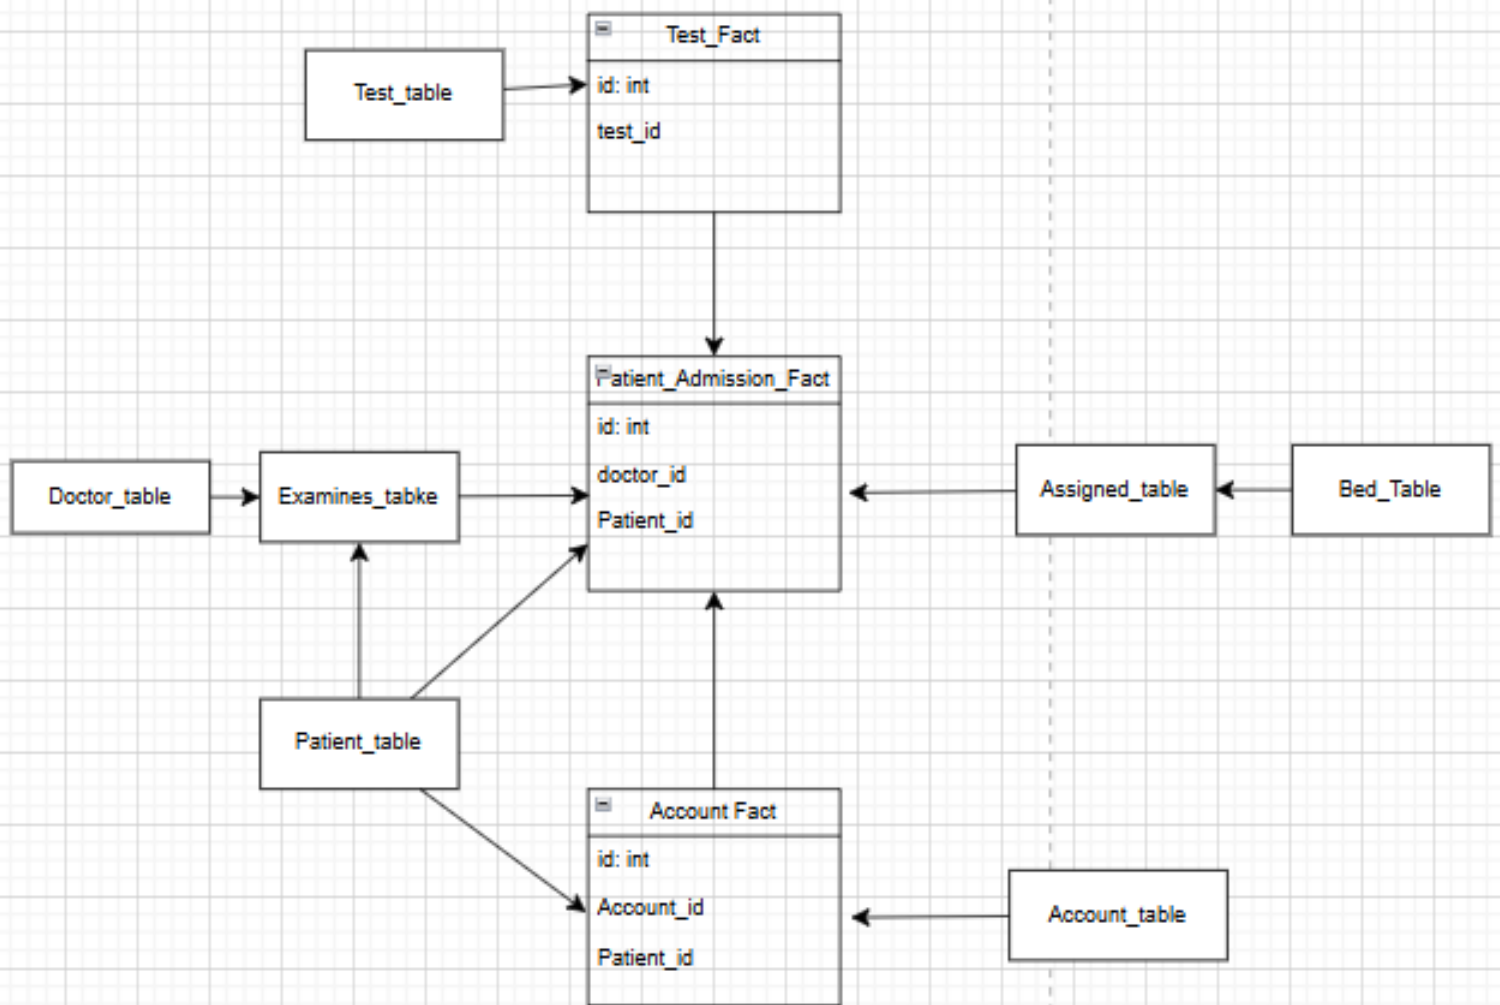 Test_Fact
Test_table
id: int
test_id
Patient_Admission_Fact
id: int
doctor_id
Patient_id
Doctor_table
Examines_tabke
Assigned_table
Bed_Table
Patient_table
Account Fact
id: int
Account_id
Patient_id
Account_table